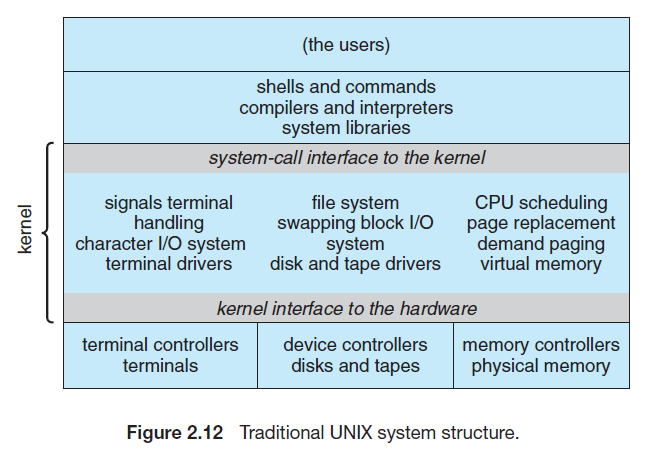 (the users)
shells and commands
compilers and interpreters
system libraries
system-call interface to the kernel
kernel
signals terminal
handling
character I/O system
terminal drivers
file system
swapping block I/O
system
disk and tape drivers
CPU scheduling
page replacement
demand paging
virtual memory
kernel interface to the hardware
terminal controllers
terminals
device controllers
disks and tapes
memory controllers
physical memory
Figure 2.12 Traditional UNIX system structure.